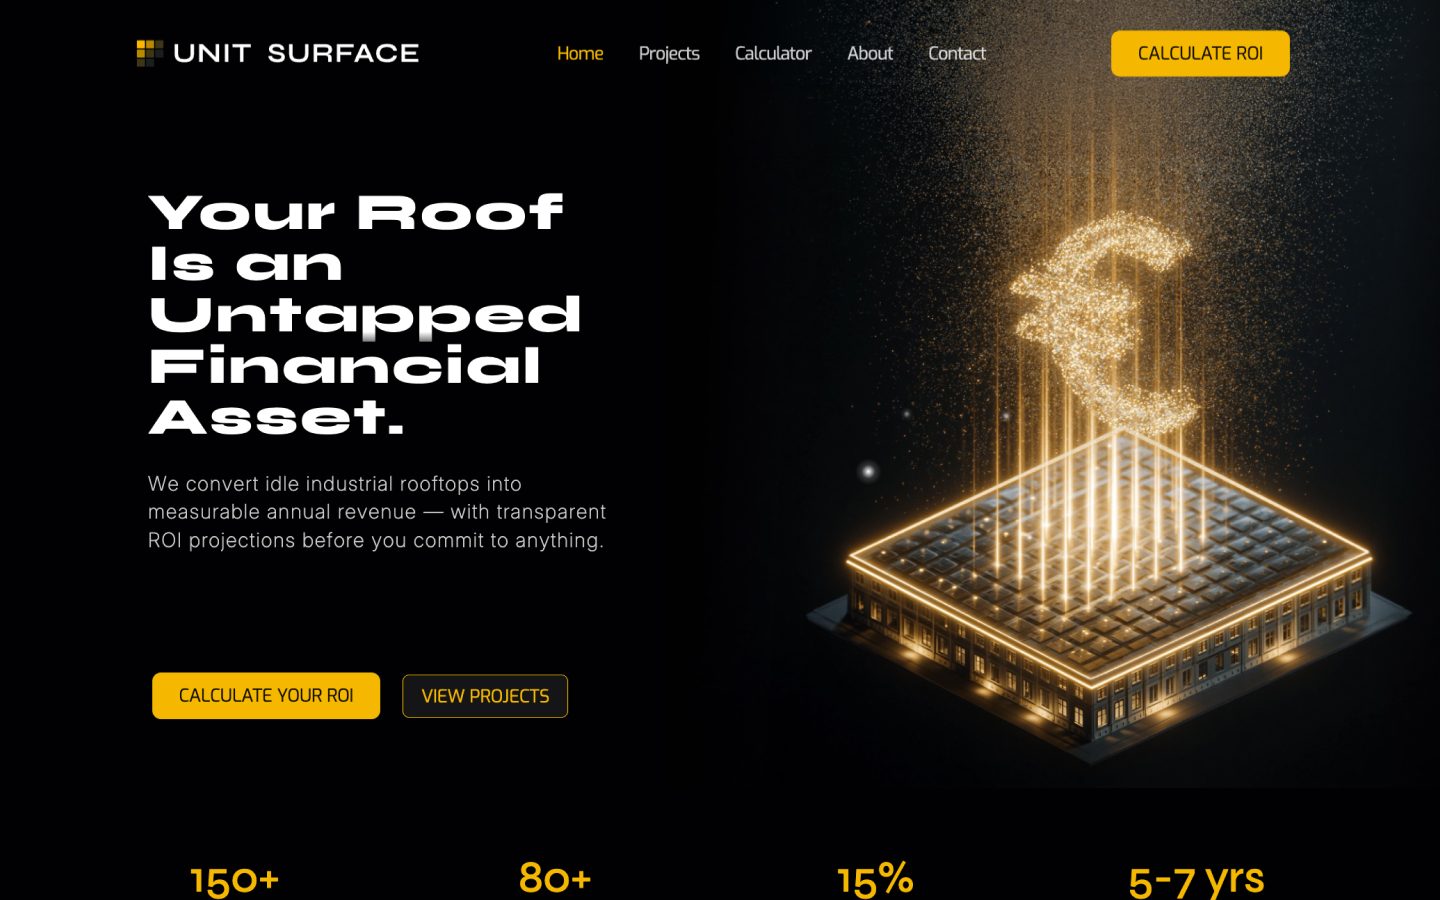 UNIT SURFACE
Home Projects Calculator About Contact
CALCULATE ROI
Your Roof
Is an
Untapped
Financial
Asset.
We convert idle industrial rooftops into
measurable annual revenue — with transparent
ROI projections before you commit to anything.
CALCULATE YOUR ROI
VIEW PROJECTS
150+
80+
15%
5-7 yrs